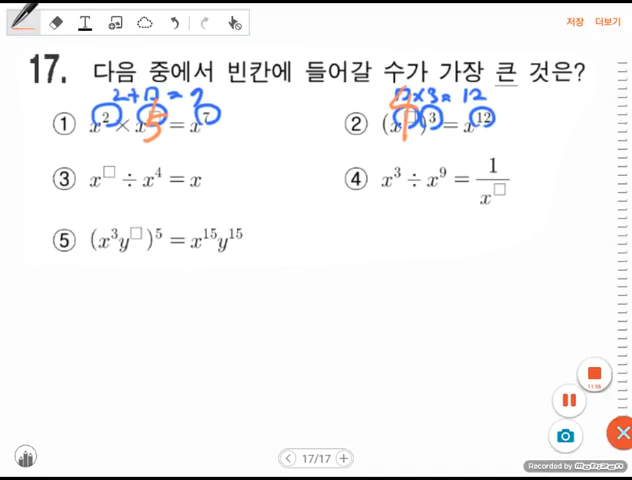 저장 더보기
17. 다음 중에서 빈칸에 들어갈 수가 가장 큰 것은?
2+□=7
□×3=12
① x² × x□ = x⁷
5
② (x□)³ = x¹²
4
③ x□ ÷ x⁴ = x
④ x³ ÷ x⁹ = 1/x□
⑤ (x³y□)⁵ = x¹⁵y¹⁵
11:58
17/17
Recorded by Mobizen